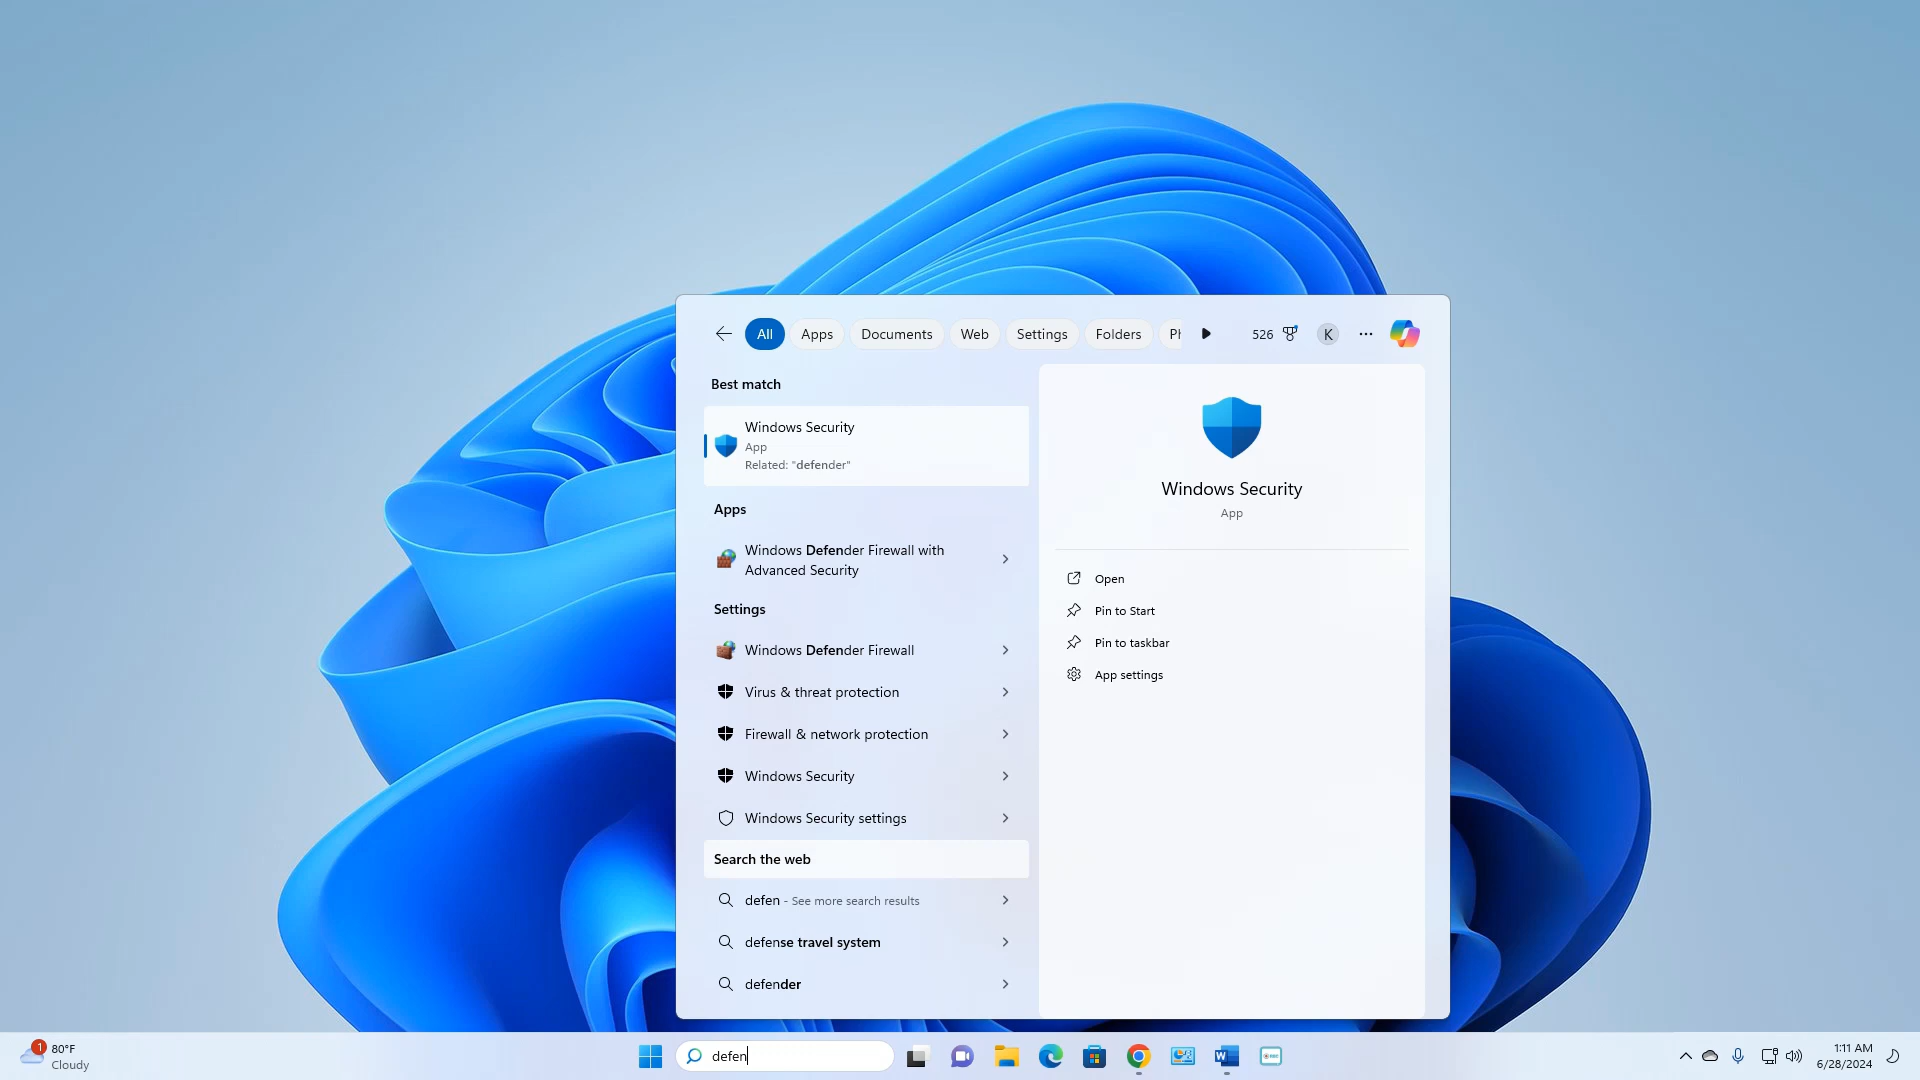 All
Apps
Documents
Web
Settings
Folders
526
K
Best match
Windows Security
App
Related: "defender"
Apps
Windows Defender Firewall with
Advanced Security
Settings
Windows Defender Firewall
Virus & threat protection
Firewall & network protection
Windows Security
Windows Security settings
Search the web
defen - See more search results
defense travel system
defender
Windows Security
App
Open
Pin to Start
Pin to taskbar
App settings
1
80°F
Cloudy
defen
1:11 AM
6/28/2024